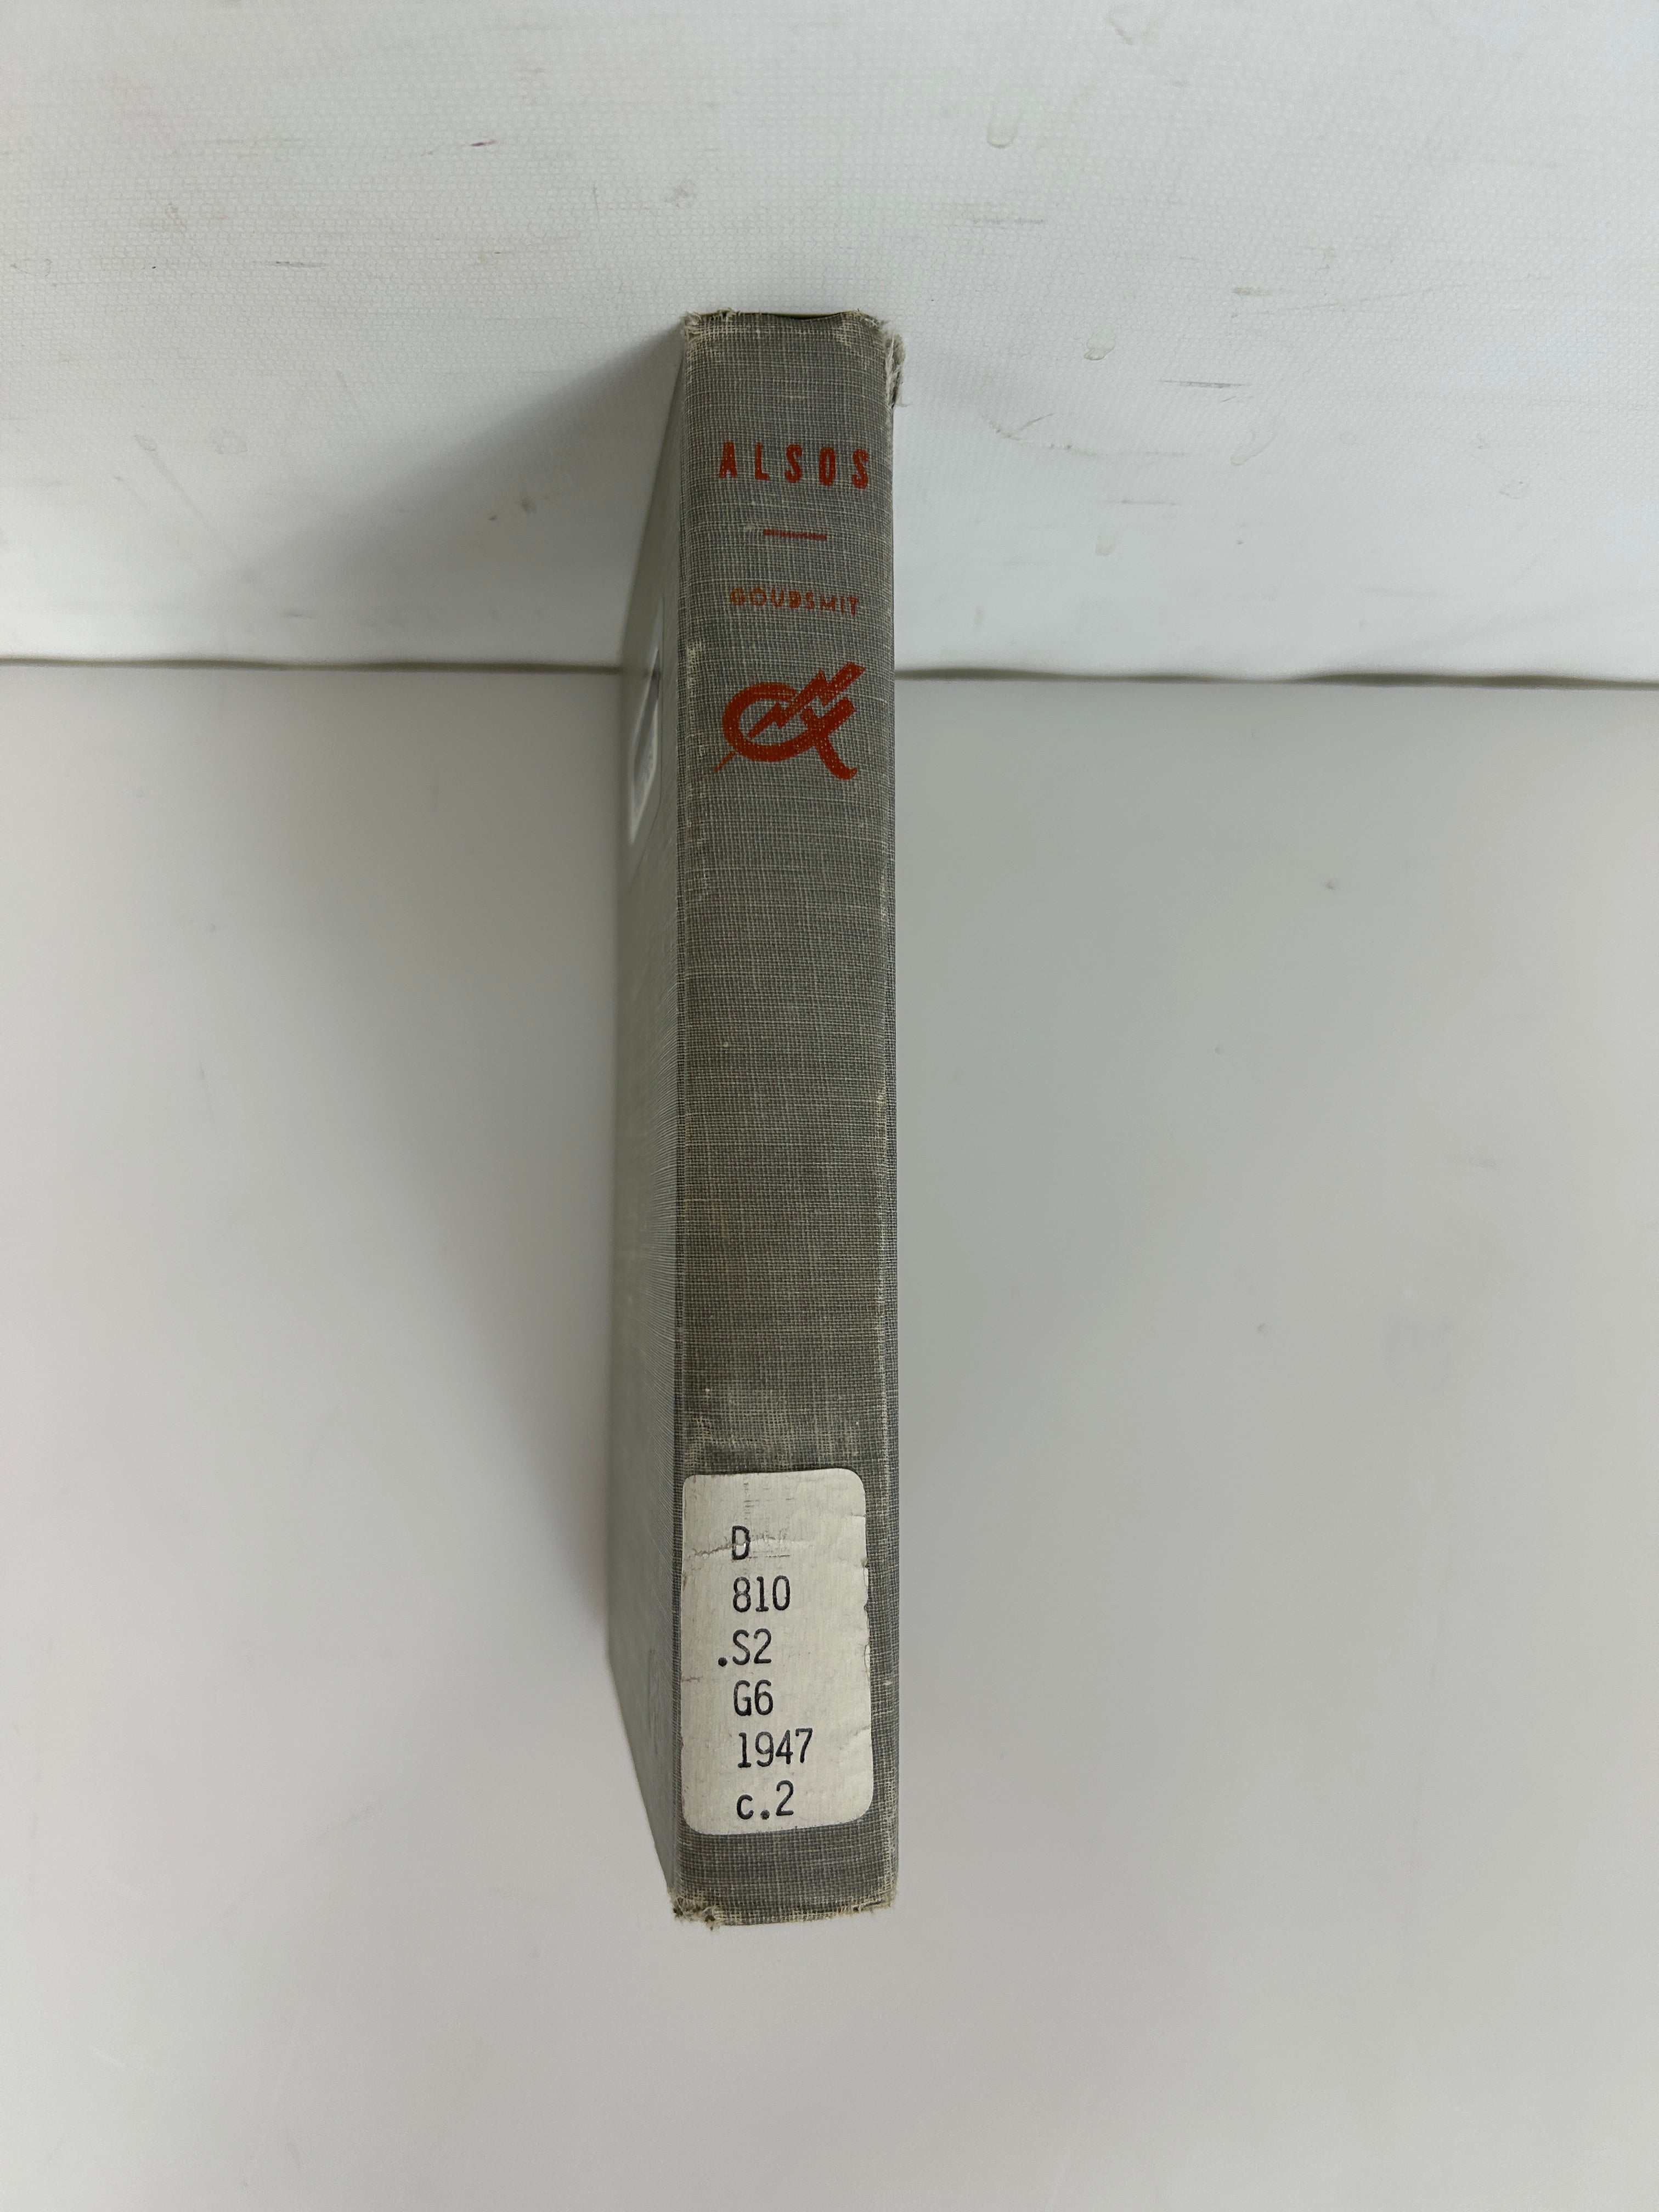 ALSOS
GOUDSMIT
D
810
.S2
G6
1947
c.2